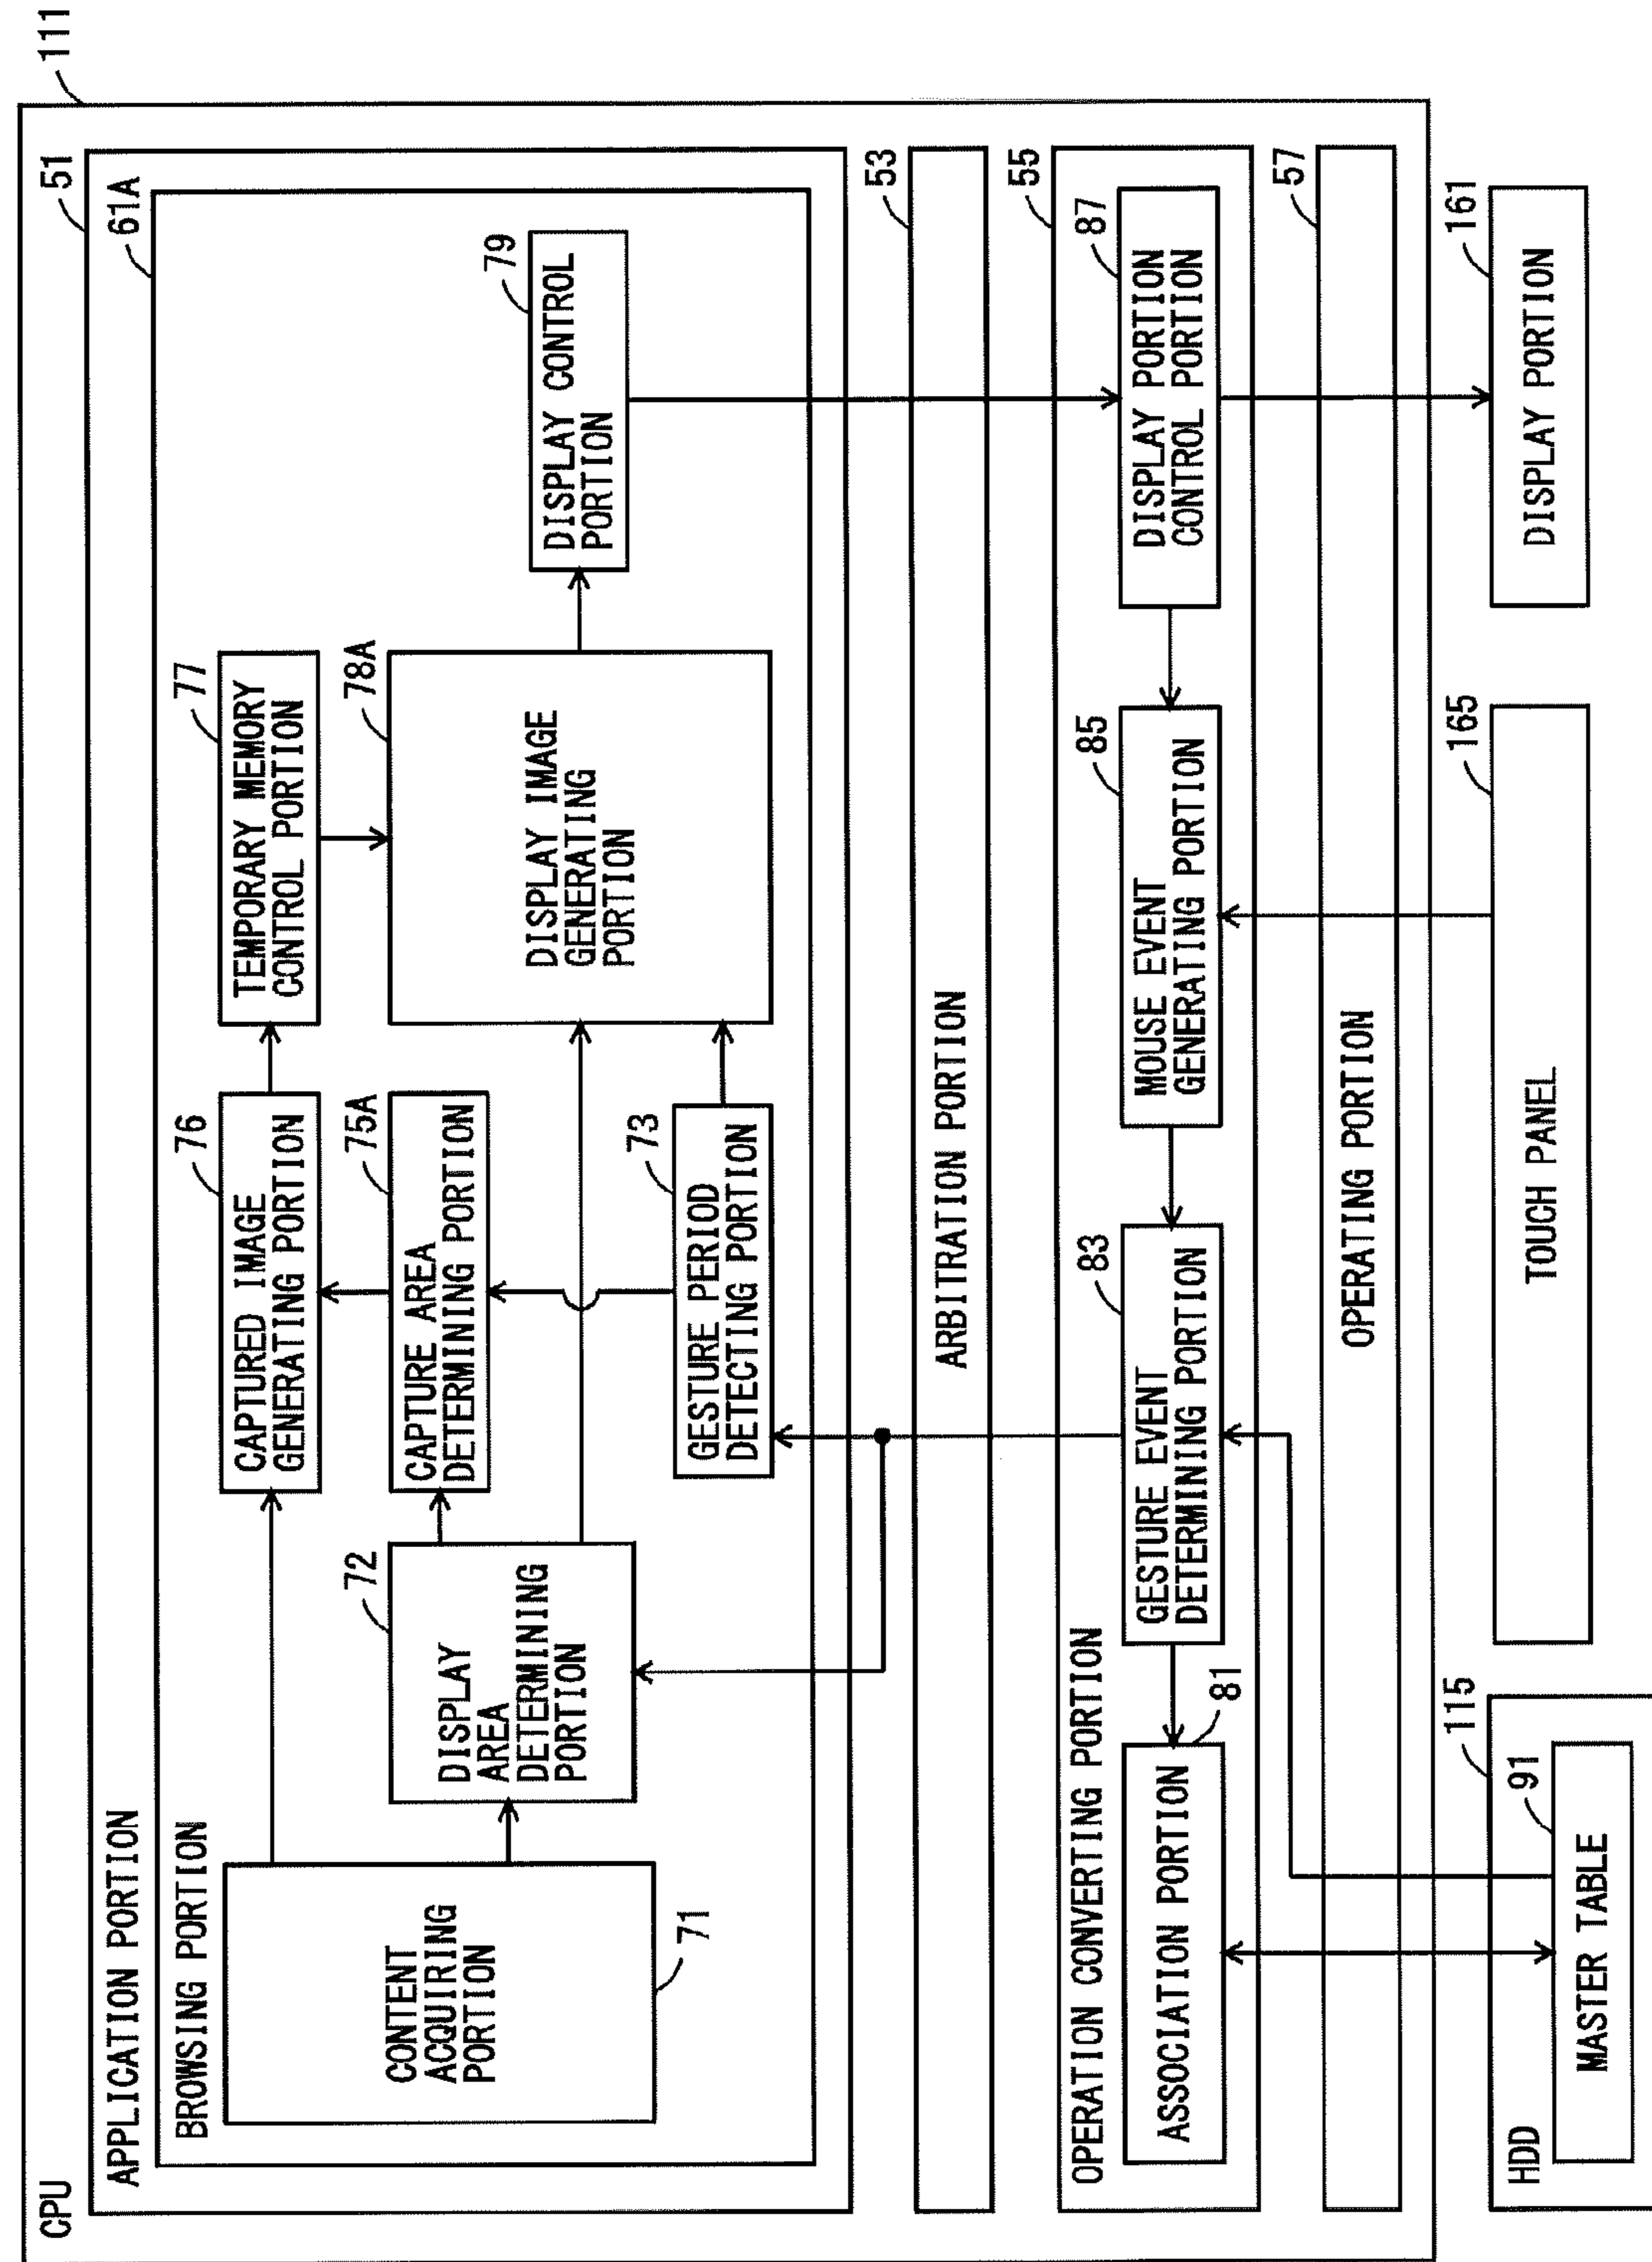 CPU
111
APPLICATION PORTION
51
BROWSING PORTION
61A
CONTENT
ACQUIRING
PORTION
71
DISPLAY
AREA
DETERMINING
PORTION
72
CAPTURED IMAGE
GENERATING PORTION
76
CAPTURE AREA
DETERMINING PORTION
75A
GESTURE PERIOD
DETECTING PORTION
73
TEMPORARY MEMORY
CONTROL PORTION
77
DISPLAY IMAGE
GENERATING
PORTION
78A
DISPLAY CONTROL
PORTION
79
ARBITRATION PORTION
53
OPERATION CONVERTING PORTION
55
ASSOCIATION PORTION
81
GESTURE EVENT
DETERMINING PORTION
83
MOUSE EVENT
GENERATING PORTION
85
DISPLAY PORTION
CONTROL PORTION
87
OPERATING PORTION
57
HDD
115
MASTER TABLE
91
TOUCH PANEL
165
DISPLAY PORTION
161